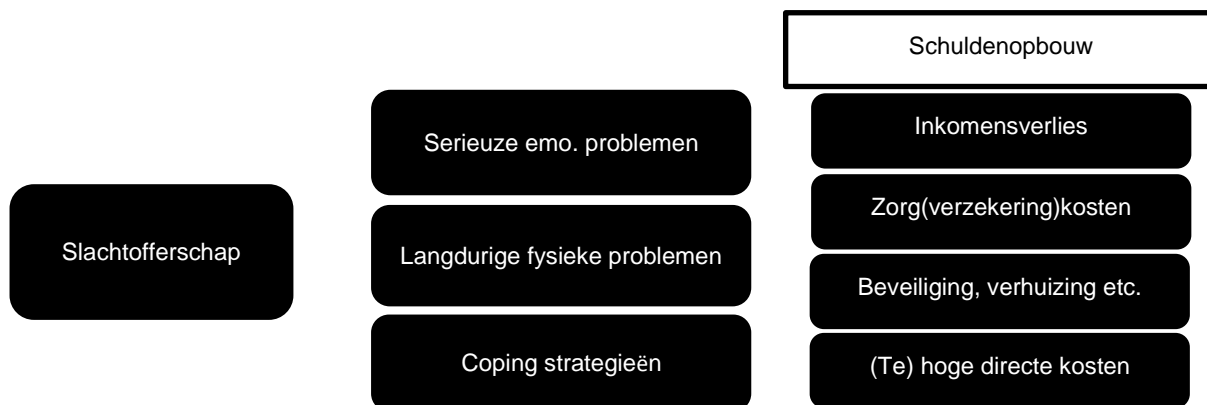 Slachtofferschap
Serieuze emo. problemen
Langdurige fysieke problemen
Coping strategieën
Schuldenopbouw
Inkomensverlies
Zorg(verzekering)kosten
Beveiliging, verhuizing etc.
(Te) hoge directe kosten